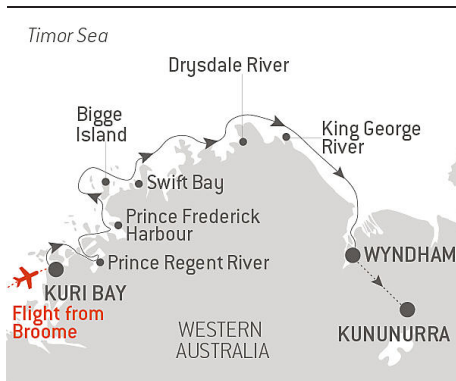 Timor Sea
Drysdale River
Bigge
Island
King George
River
Swift Bay
Prince Frederick
Harbour
WYNDHAM
Prince Regent River
KURI BAY
Flight from
Broome
WESTERN
AUSTRALIA
KUNUNURRA